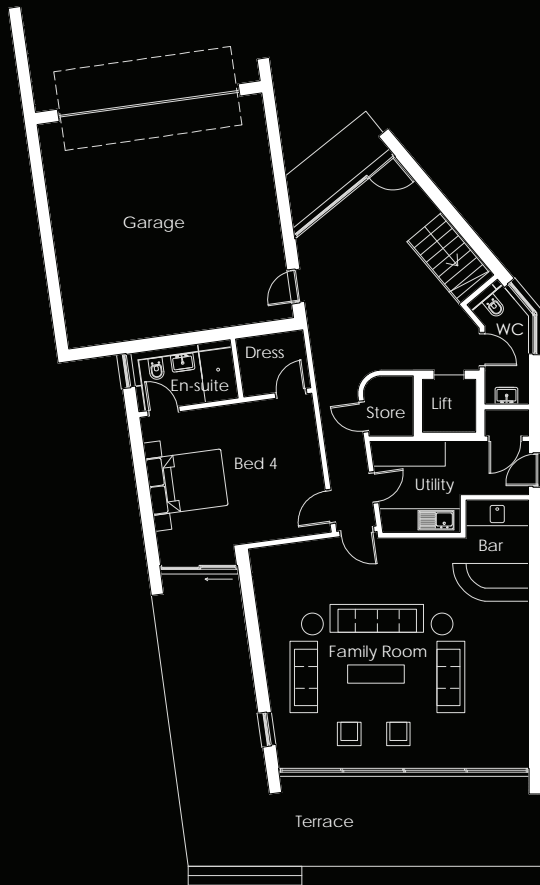 Garage
WC
Dress
En-suite
Store
Lift
Bed 4
Utility
Bar
Family Room
Terrace